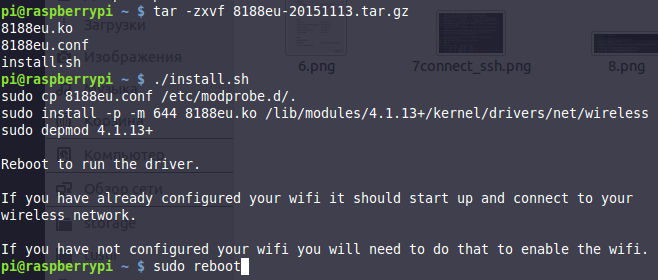 pi@raspberrypi ~ $ tar -zxvf 8188eu-20151113.tar.gz
8188eu.ko
8188eu.conf
install.sh
pi@raspberrypi ~ $ ./install.sh
sudo cp 8188eu.conf /etc/modprobe.d/.
sudo install -p -m 644 8188eu.ko /lib/modules/4.1.13+/kernel/drivers/net/wireless
sudo depmod 4.1.13+
Reboot to run the driver.
If you have already configured your wifi it should start up and connect to your
wireless network.
If you have not configured your wifi you will need to do that to enable the wifi.
pi@raspberrypi ~ $ sudo reboot
Загрузки
Изображения
Компьютер
Обзор сети
storage
6.png
7connect_ssh.png
8.png